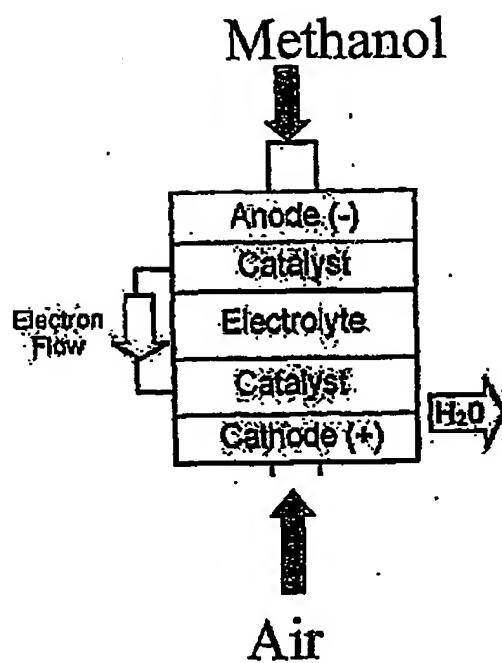 Methanol
Anode (-)
Catalyst
Electron
Flow
Electrolyte
Catalyst
H₂O
Cathode (+)
Air